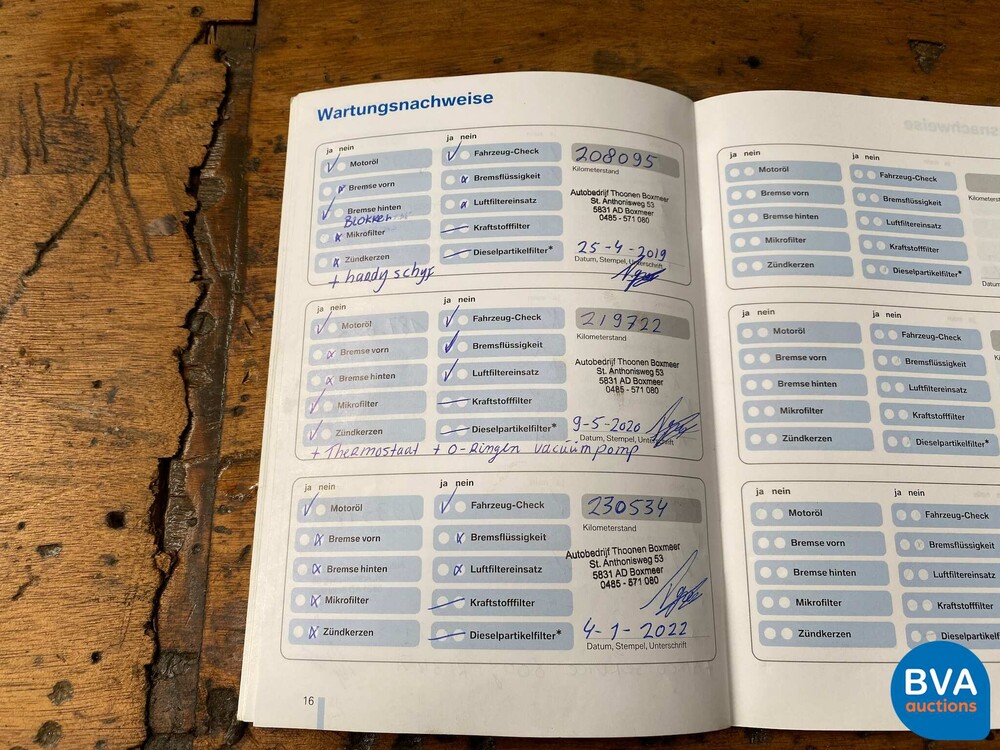 Wartungsnachweise
ja nein
Motoröl
Bremse vorn
Bremse hinten
BLOKKEN
Mikrofilter
Zündkerzen
+ handy schijf
ja nein
Fahrzeug-Check
Bremsflüssigkeit
Luftfiltereinsatz
Kraftstofffilter
Dieselpartikelfilter*
208095
Kilometerstand
Autobedrijf Thoonen Boxmeer
St. Anthonisweg 53
5831 AD Boxmeer
0485 - 571 080
25-4-2019
Datum, Stempel, Unterschrift
ja nein
Motoröl
Bremse vorn
Bremse hinten
Mikrofilter
Zündkerzen
ja nein
Fahrzeug-Check
Bremsflüssigkeit
Luftfiltereinsatz
Kraftstofffilter
Dieselpartikelfilter*
219722
Kilometerstand
Autobedrijf Thoonen Boxmeer
St. Anthonisweg 53
5831 AD Boxmeer
0485 - 571 080
9-5-2020
Datum, Stempel, Unterschrift
+ Thermostaat + O-Ringen vacuümpomp
ja nein
Motoröl
Bremse vorn
Bremse hinten
Mikrofilter
Zündkerzen
ja nein
Fahrzeug-Check
Bremsflüssigkeit
Luftfiltereinsatz
Kraftstofffilter
Dieselpartikelfilter*
230534
Kilometerstand
Autobedrijf Thoonen Boxmeer
St. Anthonisweg 53
5831 AD Boxmeer
0485 - 571 080
4-1-2022
Datum, Stempel, Unterschrift
16
ja nein
Motoröl
Bremse vorn
Bremse hinten
Mikrofilter
Zündkerzen
ja nein
Fahrzeug-Check
Bremsflüssigkeit
Luftfiltereinsatz
Kraftstofffilter
Dieselpartikelfilter*
Kilometerst
Datum
ja nein
Motoröl
Bremse vorn
Bremse hinten
Mikrofilter
Zündkerzen
ja nein
Fahrzeug-Check
Bremsflüssigkeit
Luftfiltereinsatz
Kraftstofffilter
Dieselpartikelfilter*
ja nein
Motoröl
Bremse vorn
Bremse hinten
Mikrofilter
Zündkerzen
ja nein
Fahrzeug-Check
Bremsflüssigkeit
Luftfiltereinsatz
Kraftstofffilter
Dieselpartikelf
BVA
auctions